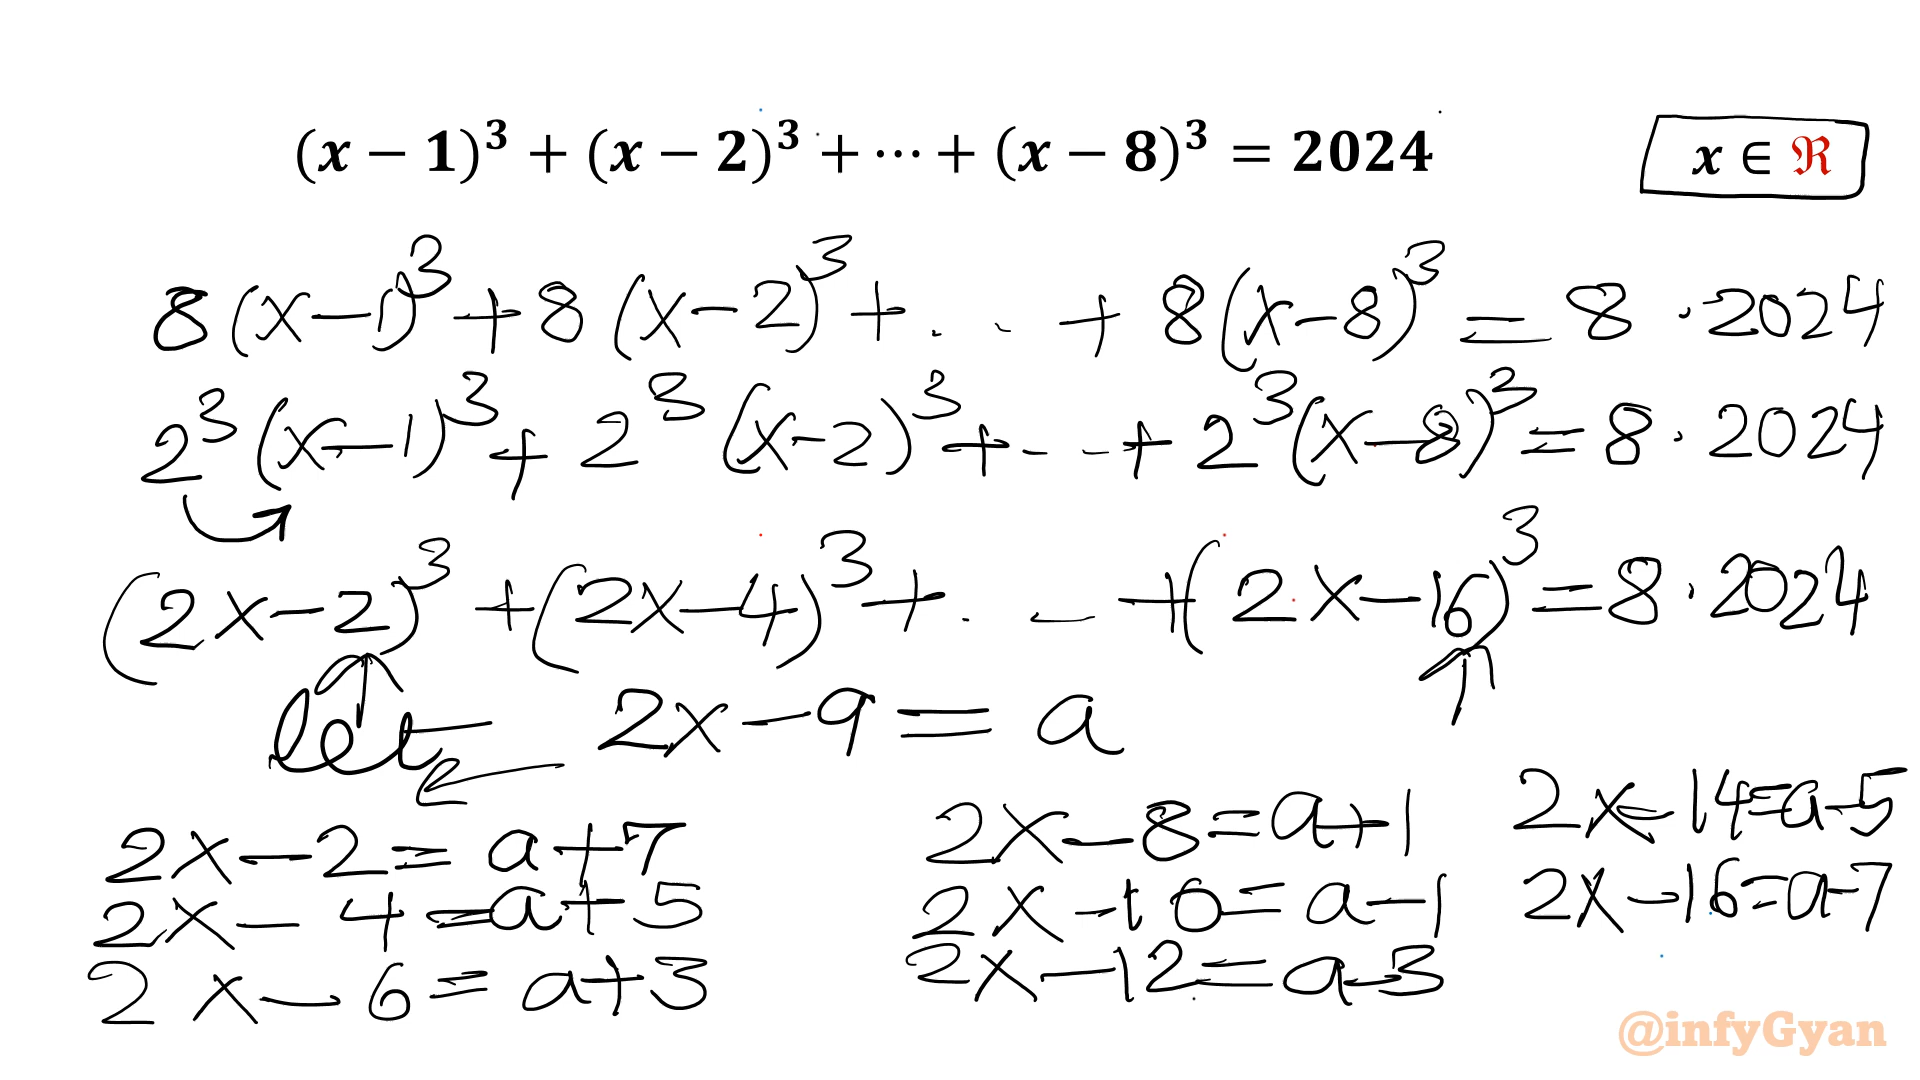 (x − 1)³ + (x − 2)³ + ⋯ + (x − 8)³ = 2024
x ∈ ℜ
8(x−1)³ + 8(x−2)³ + . . . + 8(x−8)³ = 8 · 2024
2³(x−1)³ + 2³(x−2)³ + . . . + 2³(x−8)³ = 8 · 2024
(2x−2)³ + (2x−4)³ + . . . + (2x−16)³ = 8 · 2024
let 2x−9 = a
2x−2 = a+7
2x−4 = a+5
2x−6 = a+3
2x−8 = a+1
2x−10 = a−1
2x−12 = a−3
2x−14 = a−5
2x−16 = a−7
@infyGyan